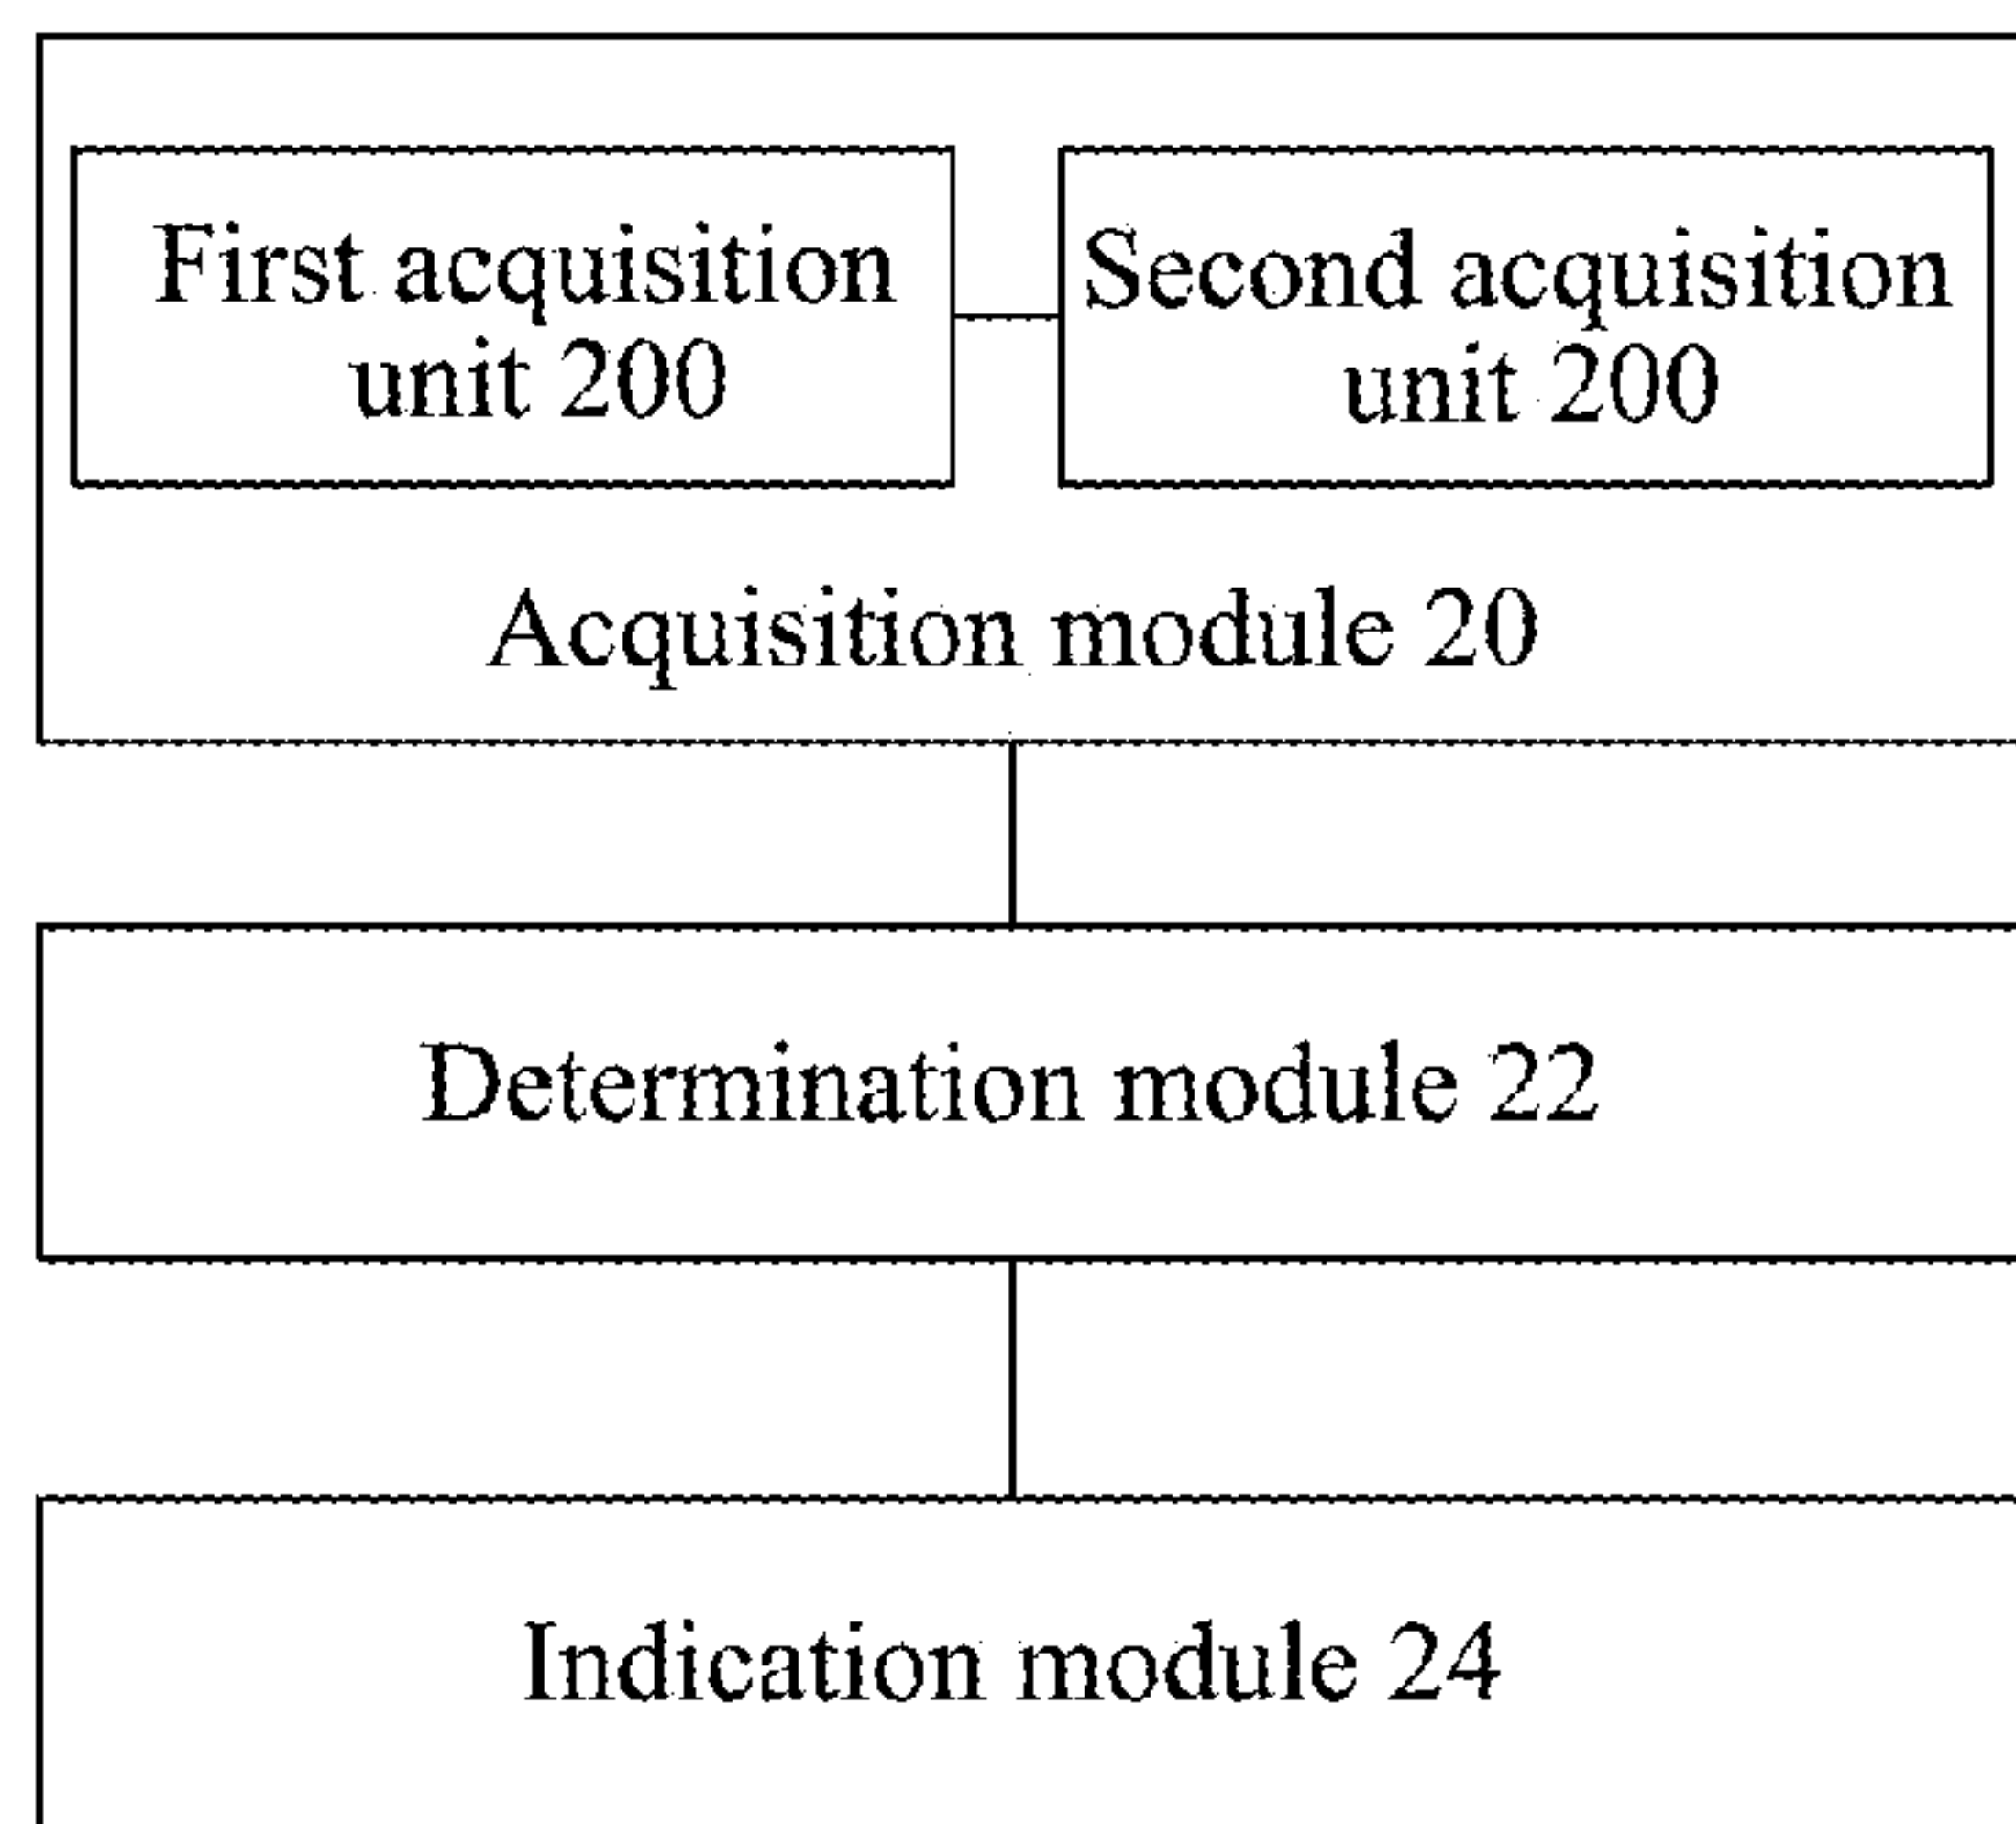 First acquisition
unit 200
Second acquisition
unit 200
Acquisition module 20
Determination module 22
Indication module 24